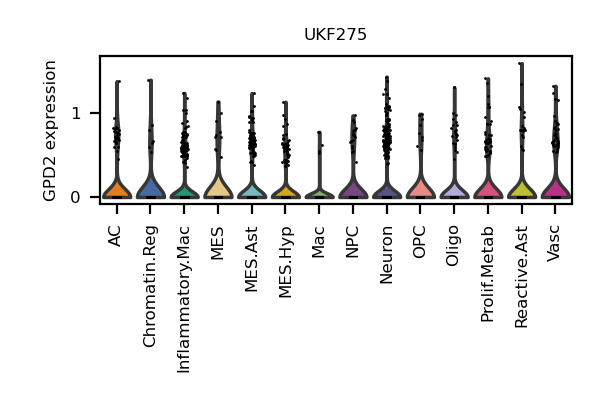 UKF275
GPD2 expression
1
0
AC
Chromatin.Reg
Inflammatory.Mac
MES
MES.Ast
MES.Hyp
Mac
NPC
Neuron
OPC
Oligo
Prolif.Metab
Reactive.Ast
Vasc